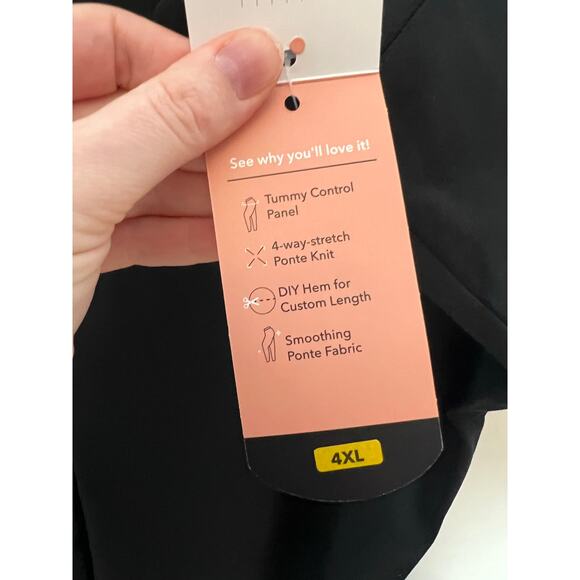 See why you'll love it!
Tummy Control
Panel
4-way-stretch
Ponte Knit
DIY Hem for
Custom Length
Smoothing
Ponte Fabric
4XL